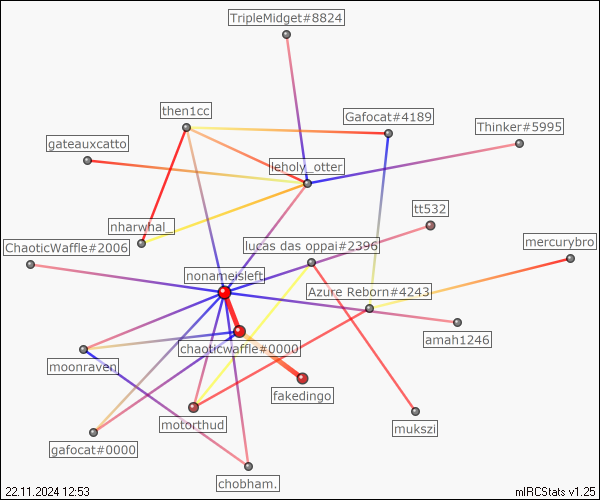 TripleMidget#8824
then1cc
Gafocat#4189
Thinker#5995
gateauxcatto
leholy_otter
tt532
nharwhal_
mercurybro
ChaoticWaffle#2006
lucas das oppai#2396
nonameisleft
Azure Reborn#4243
amah1246
chaoticwaffle#0000
moonraven
fakedingo
motorthud
mukszi
gafocat#0000
chobham.
22.11.2024 12:53
mIRCStats v1.25